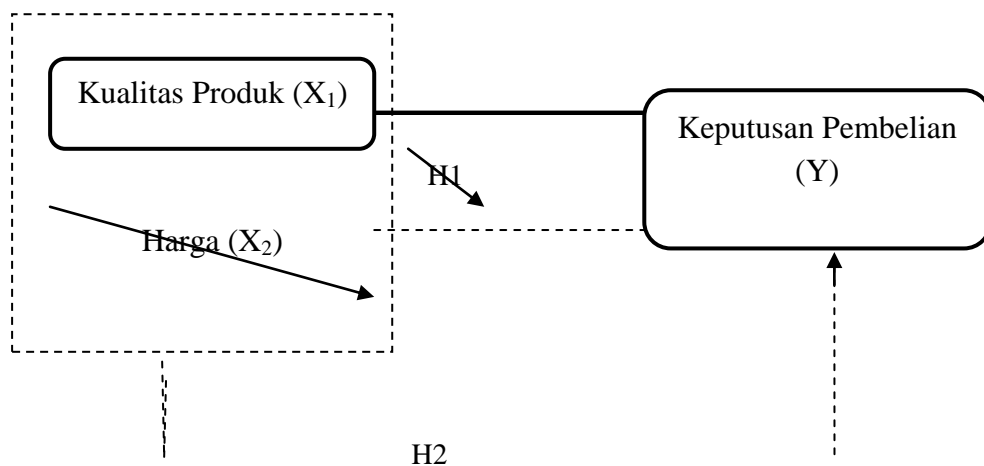 Kualitas Produk (X₁)
Keputusan Pembelian
(Y)
H1
Harga (X₂)
H2